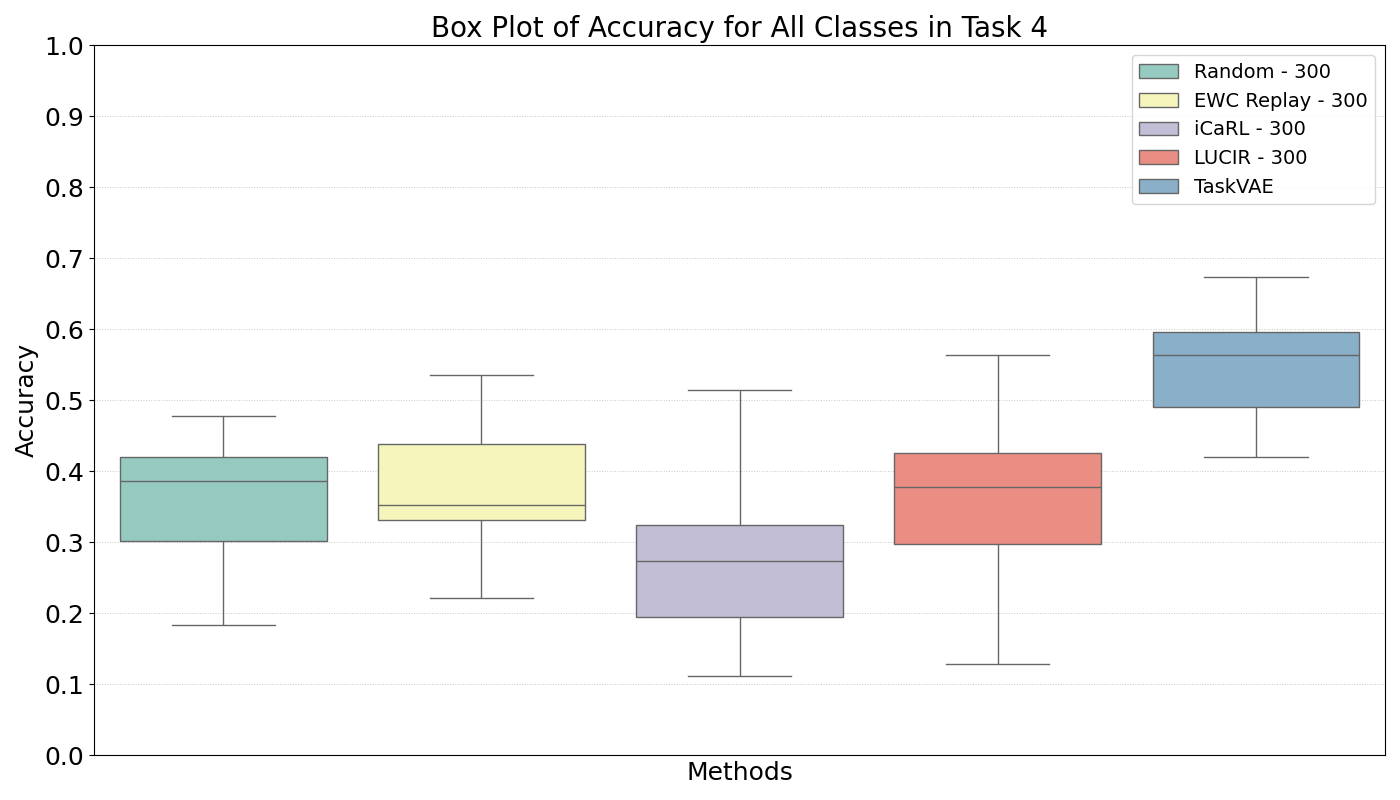 Box Plot of Accuracy for All Classes in Task 4
1.0
0.9
0.8
0.7
0.6
0.5
0.4
0.3
0.2
0.1
0.0
Accuracy
Methods
Random - 300
EWC Replay - 300
iCaRL - 300
LUCIR - 300
TaskVAE